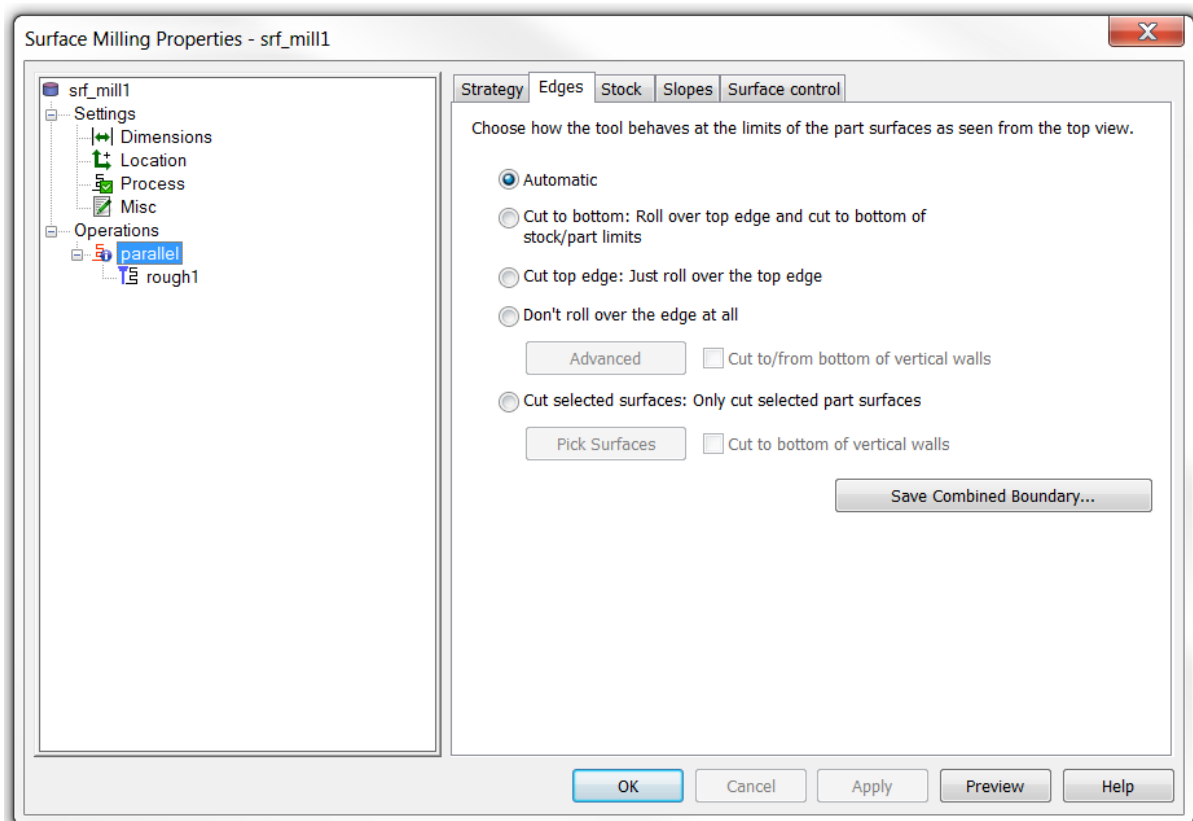 Surface Milling Properties - srf_mill1
srf_mill1
Settings
Dimensions
Location
Process
Misc
Operations
parallel
rough1
Strategy Edges Stock Slopes Surface control
Choose how the tool behaves at the limits of the part surfaces as seen from the top view.
Automatic
Cut to bottom: Roll over top edge and cut to bottom of
stock/part limits
Cut top edge: Just roll over the top edge
Don't roll over the edge at all
Advanced Cut to/from bottom of vertical walls
Cut selected surfaces: Only cut selected part surfaces
Pick Surfaces Cut to bottom of vertical walls
Save Combined Boundary...
OK Cancel Apply Preview Help